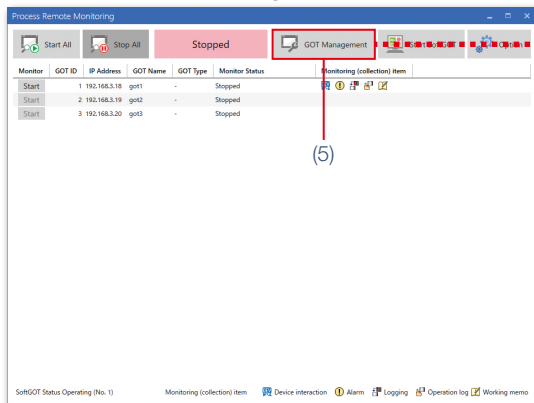 Process Remote Monitoring
Start All Stop All Stopped GOT Management Start SoftGOT Option
Monitor GOT ID IP Address GOT Name GOT Type Monitor Status Monitoring (collection) item
Start 1 192.168.3.18 got1 - Stopped
Start 2 192.168.3.19 got2 - Stopped
Start 3 192.168.3.20 got3 - Stopped
(5)
SoftGOT Status Operating (No. 1) Monitoring (collection) item Device interaction Alarm Logging Operation log Working memo